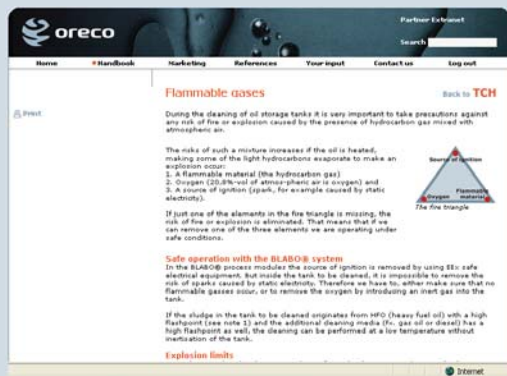 oreco
Partner Extranet
Search
Home
Handbook
Marketing
References
Your input
Contact us
Log out
Print
Flammable gases
Back to TCH
During the cleaning of oil storage tanks it is very important to take precautions against
any risk of fire or explosion caused by the presence of hydrocarbon gas mixed with
atmospheric air.
The risks of such a mixture increases if the oil is heated,
making some of the light hydrocarbons evaporate to make an
explosion occur:
1. A flammable material (the hydrocarbon gas)
2. Oxygen (20,8%-vol of atmos-pheric air is oxygen) and
3. A source of ignition (spark, for example caused by static
electricity).
Source of ignition
Oxygen
Flammable
material
The fire triangle
If just one of the elements in the fire triangle is missing, the
risk of fire or explosion is eliminated. That means that if we
can remove one of the three elements we are operating under
safe conditions.
Safe operation with the BLABO® system
In the BLABO® process modules the source of ignition is removed by using EEx safe
electrical equipment. But inside the tank to be cleaned, it is impossible to remove the
risk of sparks caused by static electricity. Therefore we have to, either make sure that no
flammable gasses occur, or to remove the oxygen by introducing an inert gas into the
tank.
If the sludge in the tank to be cleaned originates from HFO (heavy fuel oil) with a high
flashpoint (see note 1) and the additional cleaning media (Fx. gas oil or diesel) has a
high flashpoint as well, the cleaning can be performed at a low temperature without
inertisation of the tank.
Explosion limits
Internet